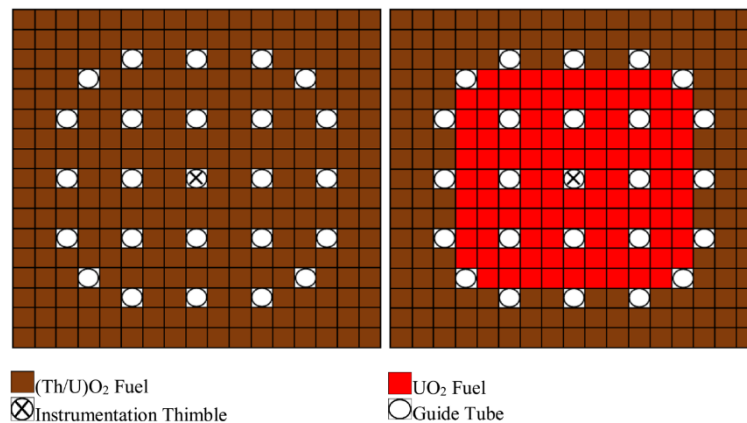 (Th/U)O₂ Fuel
UO₂ Fuel
Instrumentation Thimble
Guide Tube